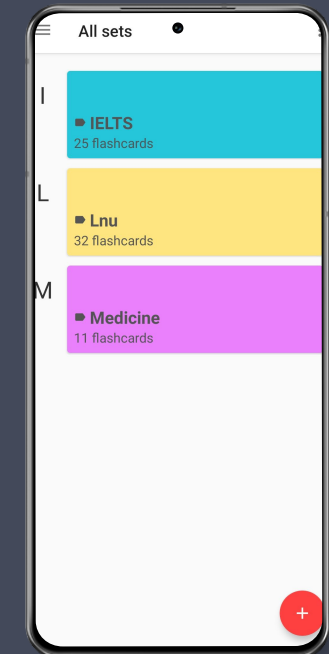 All sets
I
IELTS
25 flashcards
L
Lnu
32 flashcards
M
Medicine
11 flashcards
+